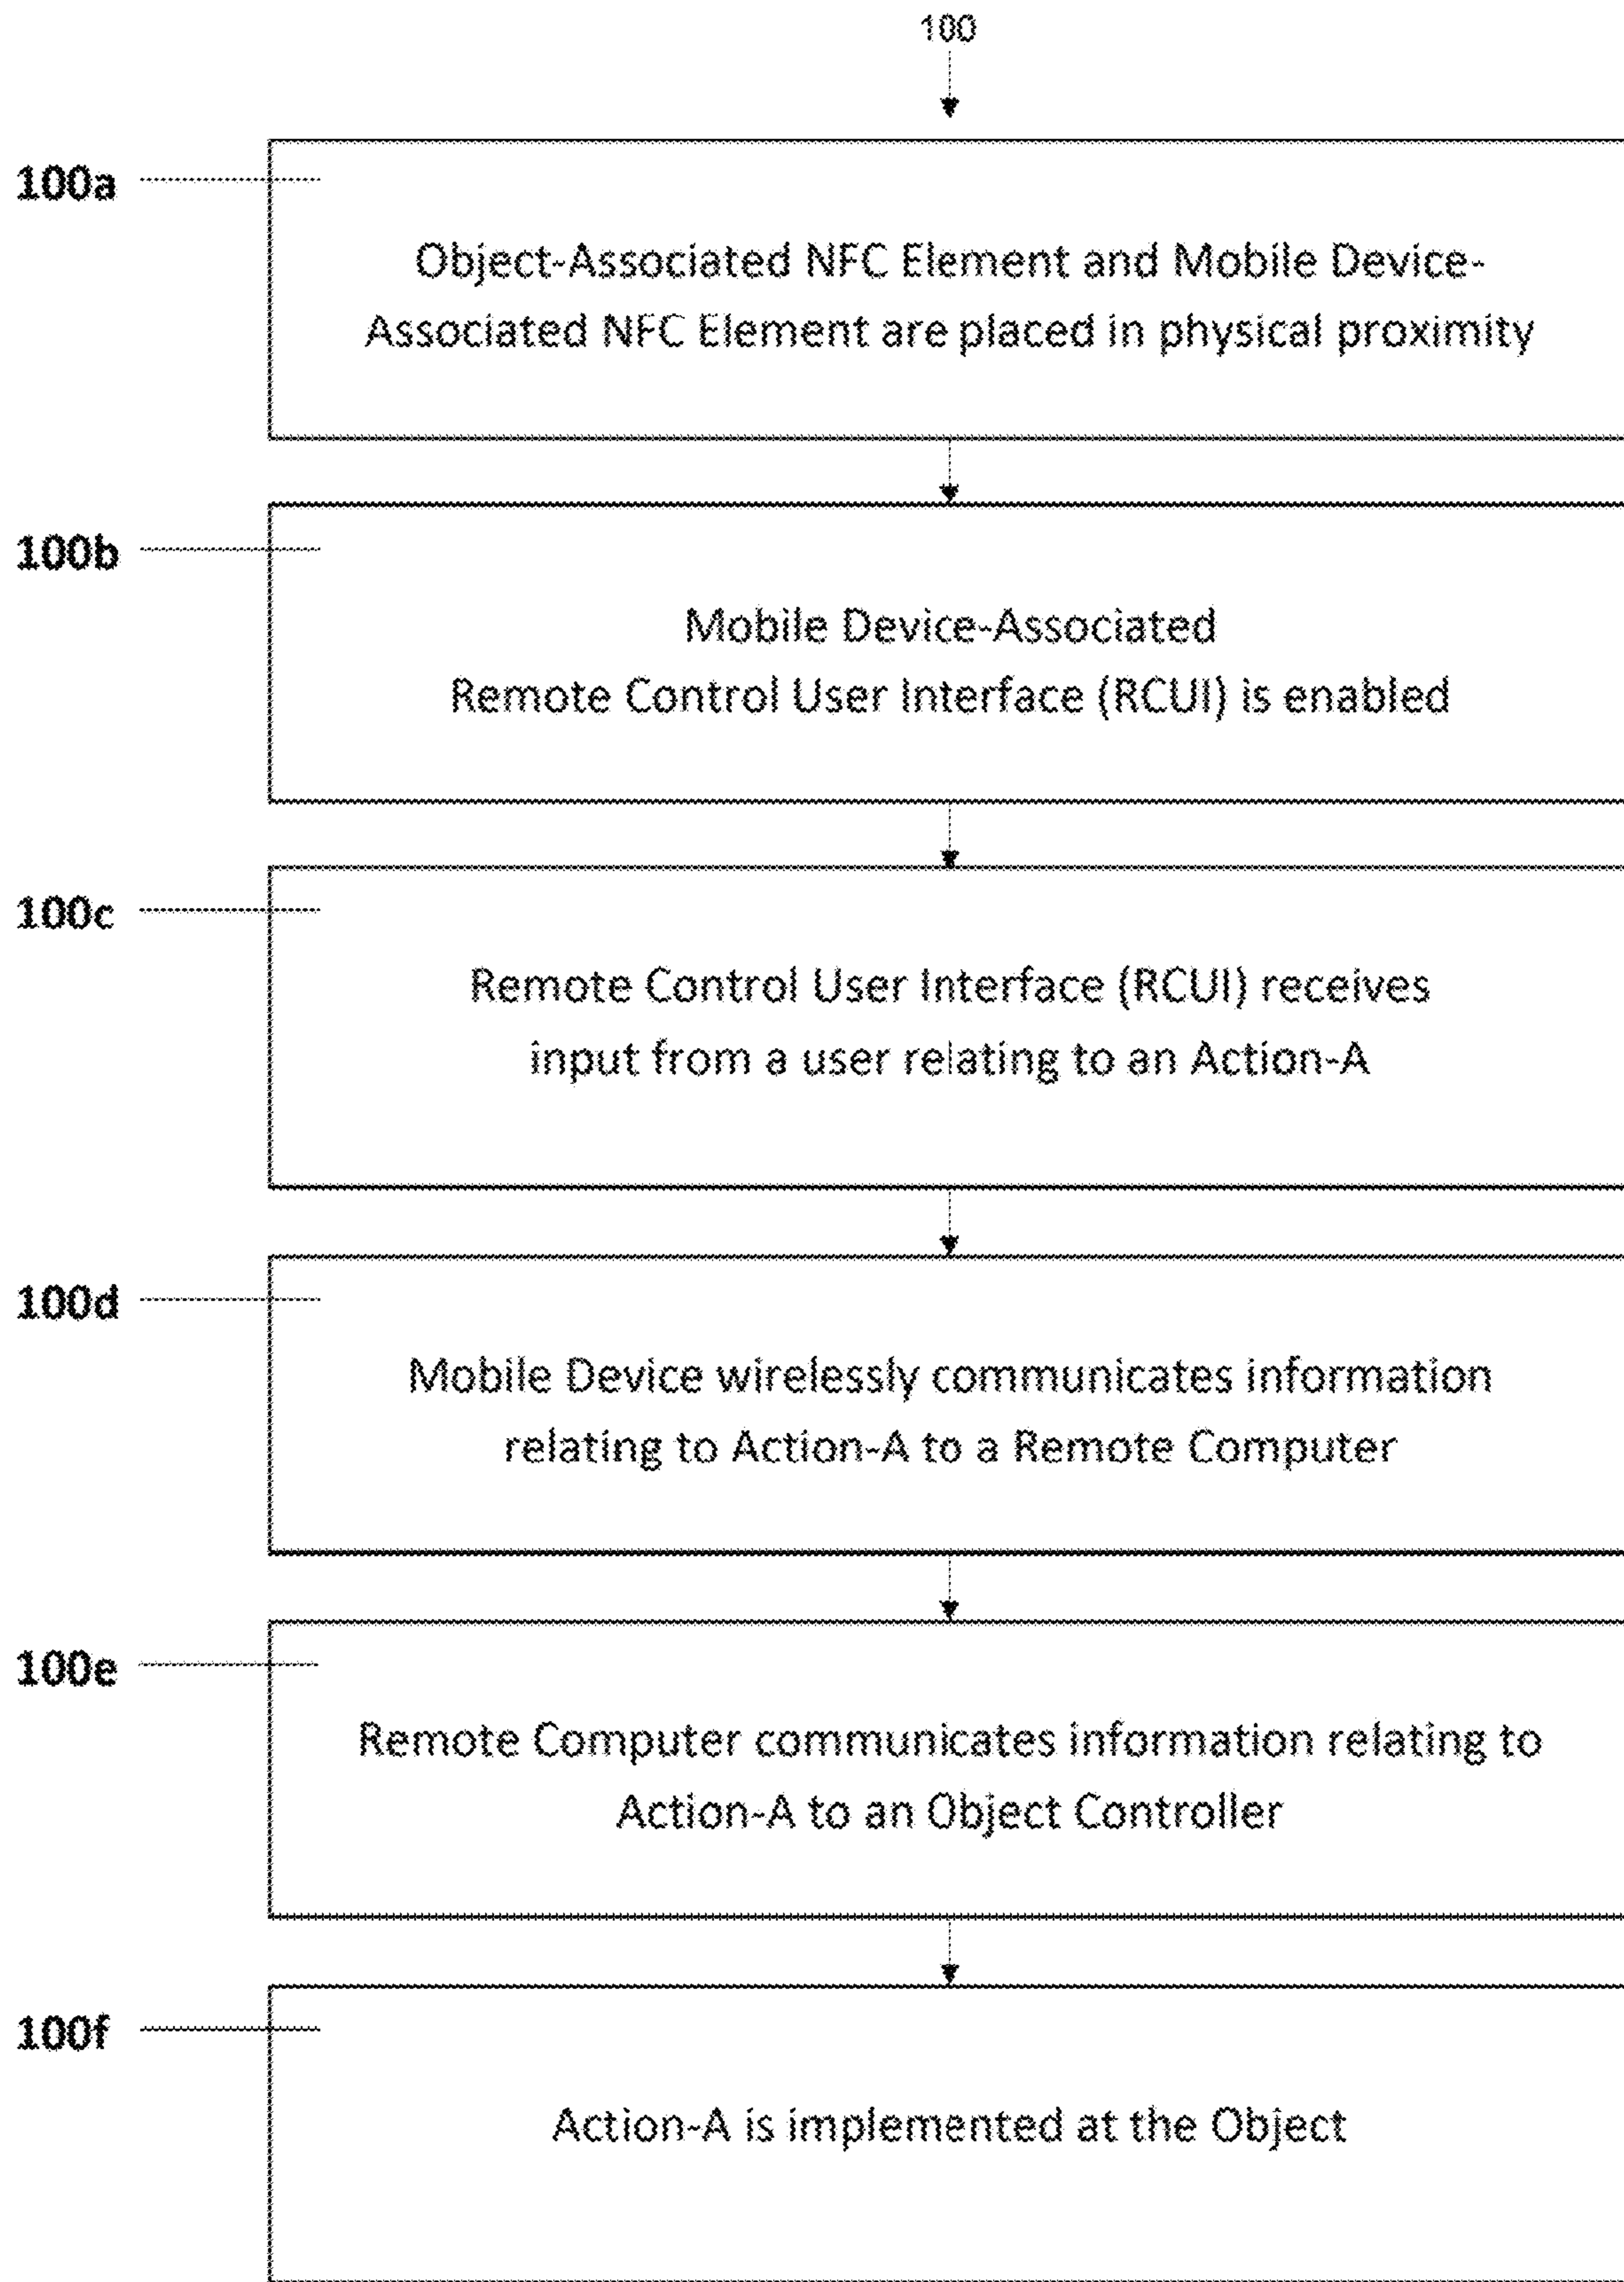 100
100a
Object-Associated NFC Element and Mobile Device-
Associated NFC Element are placed in physical proximity
100b
Mobile Device-Associated
Remote Control User Interface (RCUI) is enabled
100c
Remote Control User Interface (RCUI) receives
input from a user relating to an Action-A
100d
Mobile Device wirelessly communicates information
relating to Action-A to a Remote Computer
100e
Remote Computer communicates information relating to
Action-A to an Object Controller
100f
Action-A is implemented at the Object